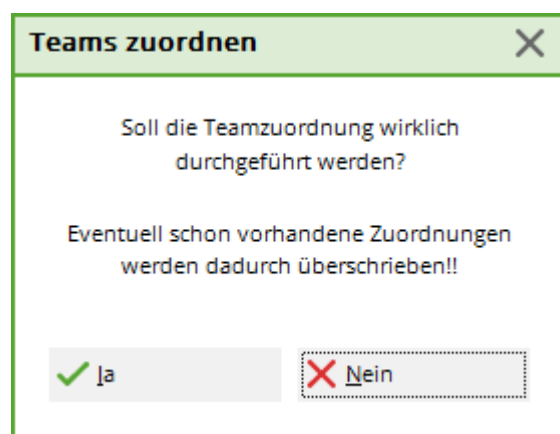 Teams zuordnen
Soll die Teamzuordnung wirklich
durchgeführt werden?
Eventuell schon vorhandene Zuordnungen
werden dadurch überschrieben!!
Ja
Nein